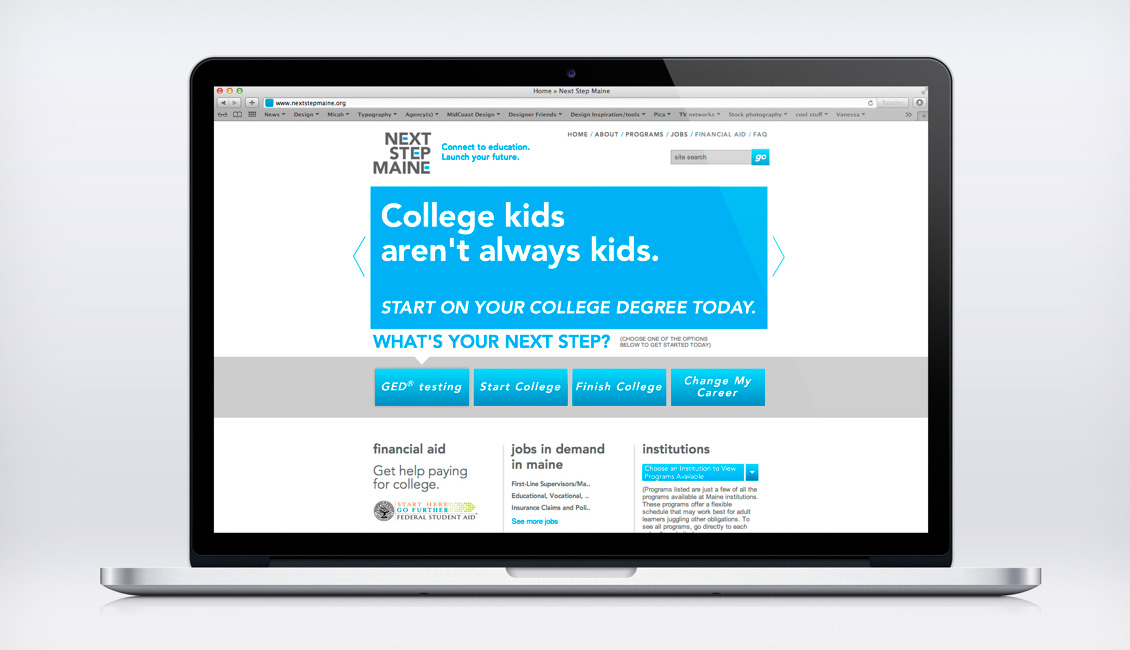 Home » Next Step Maine
www.nextstepmaine.org
Reader
News Design Micah Typography Agency(s) MidCoast Design Designer Friends Design Inspiration/tools Pica TV networks Stock photography cool stuff Vanessa
NEXT
STEP
MAINE
Connect to education.
Launch your future.
HOME / ABOUT / PROGRAMS / JOBS / FINANCIAL AID / FAQ
site search go
College kids
aren't always kids.
START ON YOUR COLLEGE DEGREE TODAY.
WHAT'S YOUR NEXT STEP?
(CHOOSE ONE OF THE OPTIONS
BELOW TO GET STARTED TODAY)
GED® testing
Start College
Finish College
Change My
Career
financial aid
Get help paying
for college.
START HERE
GO FURTHER
FEDERAL STUDENT AID
jobs in demand
in maine
First-Line Supervisors/Ma..
Educational, Vocational, ..
Insurance Claims and Poli..
See more jobs
institutions
Choose an Institution to View
Programs Available
(Programs listed are just a few of all the
programs available at Maine institutions.
These programs offer a flexible
schedule that may work best for adult
learners juggling other obligations. To
see all programs, go directly to each